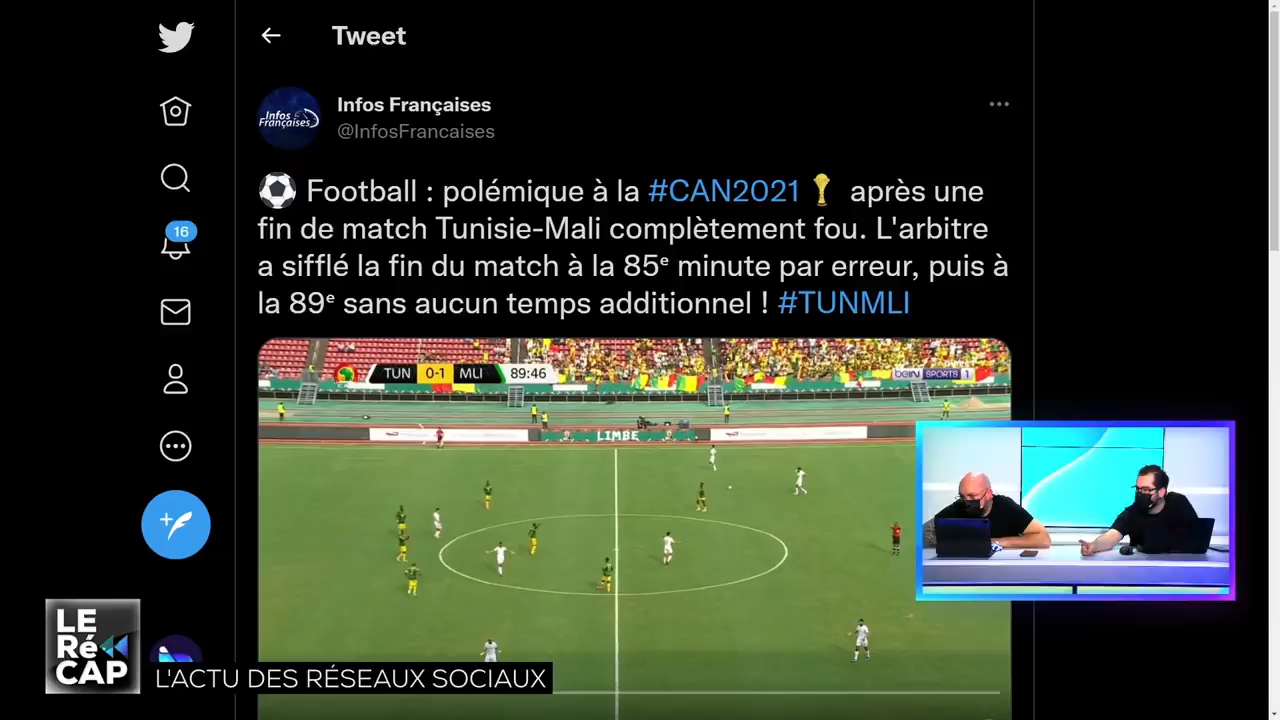 Tweet
Infos
Françaises
Infos Françaises
@InfosFrancaises
Football : polémique à la #CAN2021 après une
fin de match Tunisie-Mali complètement fou. L'arbitre
a sifflé la fin du match à la 85ᵉ minute par erreur, puis à
la 89ᵉ sans aucun temps additionnel ! #TUNMLI
16
TUN 0-1 MLI 89:46
beIN SPORTS 1
LIMBE
LE
Ré
CAP
L'ACTU DES RÉSEAUX SOCIAUX